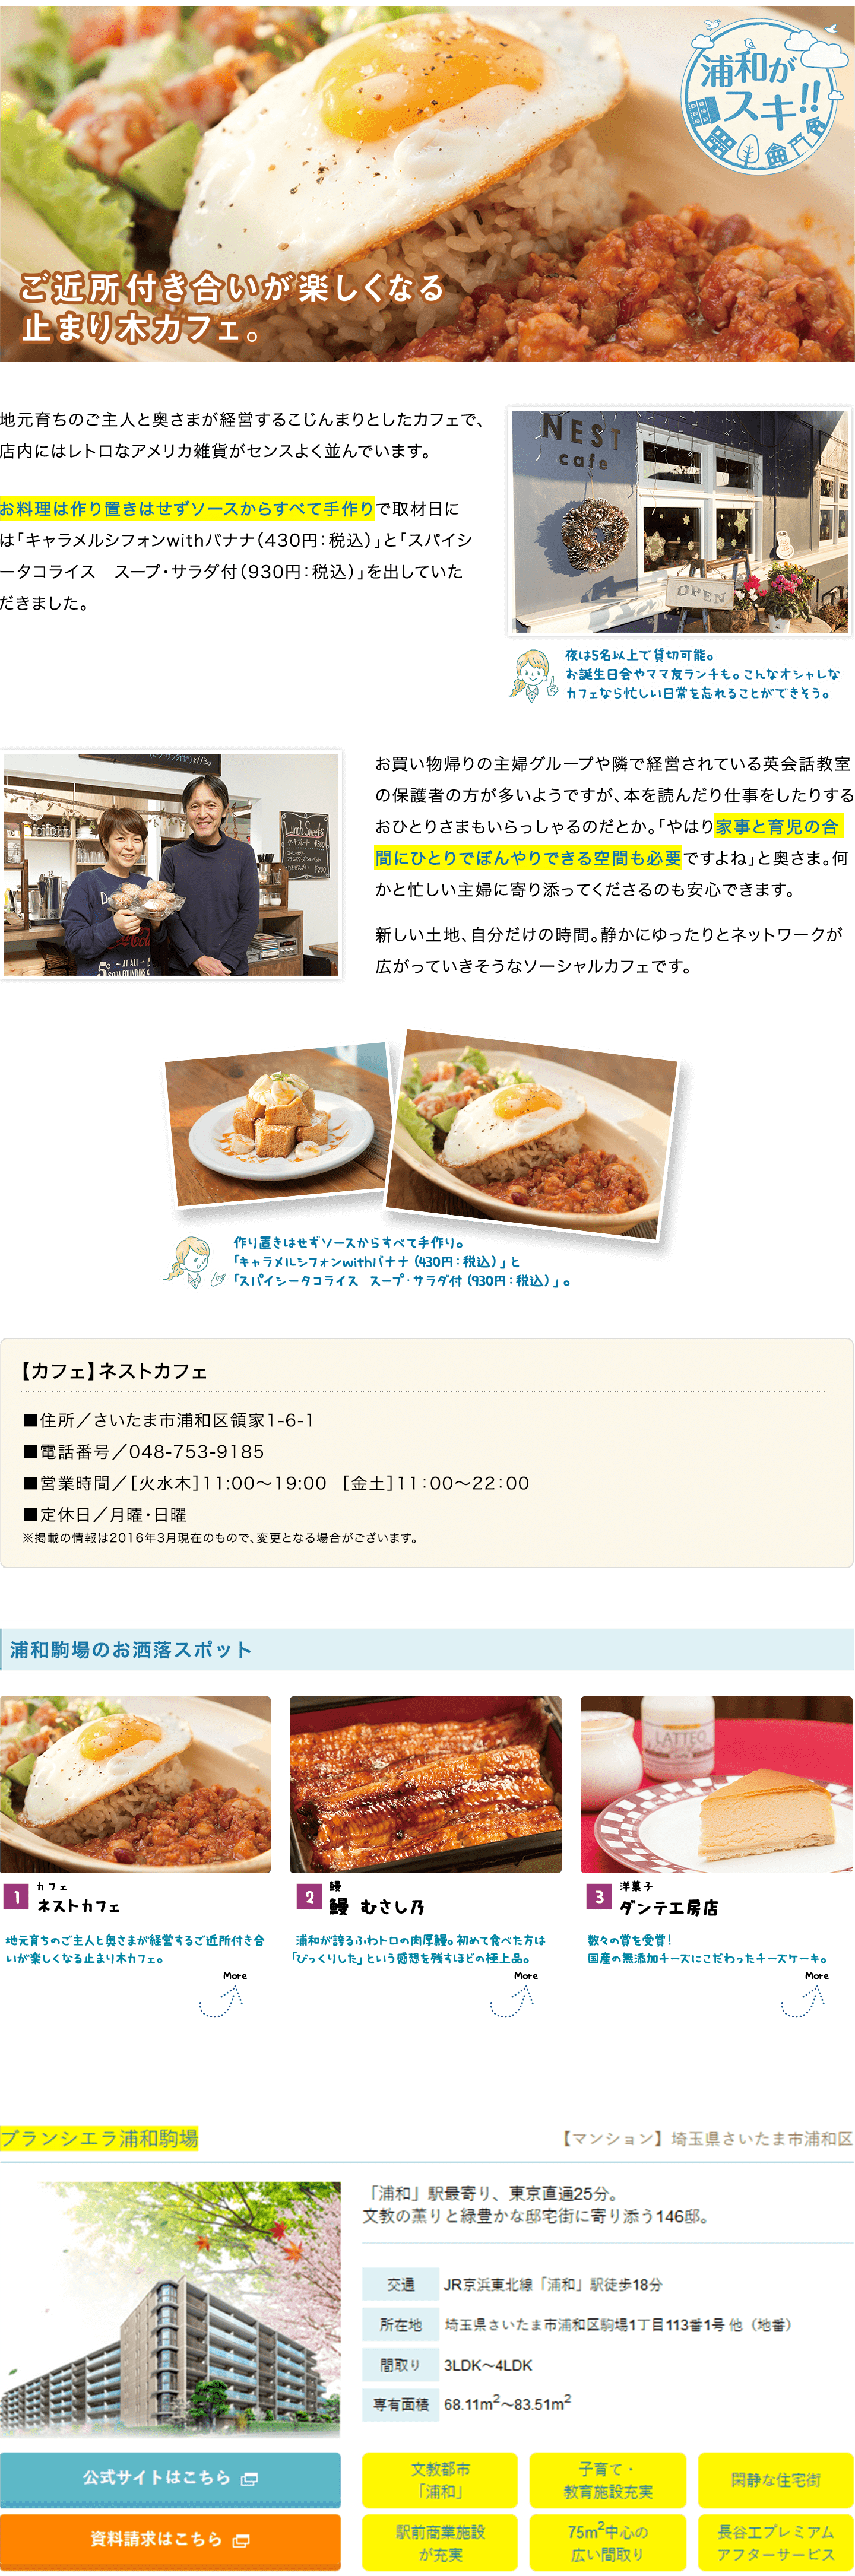 浦和が
スキ!!
ご近所付き合いが楽しくなる
止まり木カフェ。
地元育ちのご主人と奥さまが経営するこじんまりとしたカフェで、
店内にはレトロなアメリカ雑貨がセンスよく並んでいます。
お料理は作り置きはせずソースからすべて手作りで取材日に
は「キャラメルシフォンwithバナナ（430円：税込）」と「スパイシ
ータコライス　スープ・サラダ付（930円：税込）」を出していた
だきました。
NEST
cafe
OPEN
夜は5名以上で貸切可能。
お誕生日会やママ友ランチも。こんなオシャレな
カフェなら忙しい日常を忘れることができそう。
お買い物帰りの主婦グループや隣で経営されている英会話教室
の保護者の方が多いようですが、本を読んだり仕事をしたりする
おひとりさまもいらっしゃるのだとか。「やはり家事と育児の合
間にひとりでぼんやりできる空間も必要ですよね」と奥さま。何
かと忙しい主婦に寄り添ってくださるのも安心できます。
新しい土地、自分だけの時間。静かにゆったりとネットワークが
広がっていきそうなソーシャルカフェです。
Lunch Sweets
作り置きはせずソースからすべて手作り。
「キャラメルシフォンwithバナナ（430円：税込）」と
「スパイシータコライス　スープ・サラダ付（930円：税込）」。
【カフェ】ネストカフェ
■住所／さいたま市浦和区領家1-6-1
■電話番号／048-753-9185
■営業時間／［火水木］11:00～19:00　［金土］11：00～22：00
■定休日／月曜・日曜
※掲載の情報は2016年3月現在のもので、変更となる場合がございます。
浦和駒場のお洒落スポット
LATTEO
1 カフェ
ネストカフェ
地元育ちのご主人と奥さまが経営するご近所付き合
いが楽しくなる止まり木カフェ。
More
2 鰻
鰻 むさし乃
浦和が誇るふわトロの肉厚鰻。初めて食べた方は
「びっくりした」という感想を残すほどの極上品。
More
3 洋菓子
ダンテ工房店
数々の賞を受賞！
国産の無添加チーズにこだわったチーズケーキ。
More
ブランシエラ浦和駒場
【マンション】埼玉県さいたま市浦和区
「浦和」駅最寄り、東京直通25分。
文教の薫りと緑豊かな邸宅街に寄り添う146邸。
交通 JR京浜東北線「浦和」駅徒歩18分
所在地 埼玉県さいたま市浦和区駒場1丁目113番1号 他（地番）
間取り 3LDK～4LDK
専有面積 68.11m2～83.51m2
公式サイトはこちら
資料請求はこちら
文教都市
「浦和」
子育て・
教育施設充実
閑静な住宅街
駅前商業施設
が充実
75m2中心の
広い間取り
長谷工プレミアム
アフターサービス